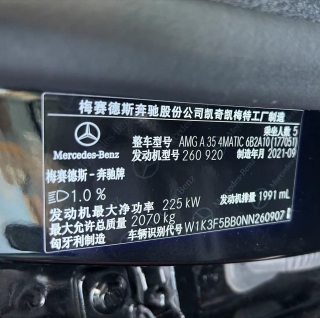 梅赛德斯奔驰股份公司凯奇凯梅特工厂制造
乘坐人数 5
整车型号 AMG A 35 4MATIC 6B2A10 (177051)
发动机型号 260 920 制造年月 2021-09
Mercedes-Benz
梅赛德斯-奔驰牌
1.0 %
发动机最大净功率 225 kW 发动机排量 1991 mL
最大允许总质量 2070 kg
匈牙利制造 车辆识别代号 W1K3F5BB0NN260907